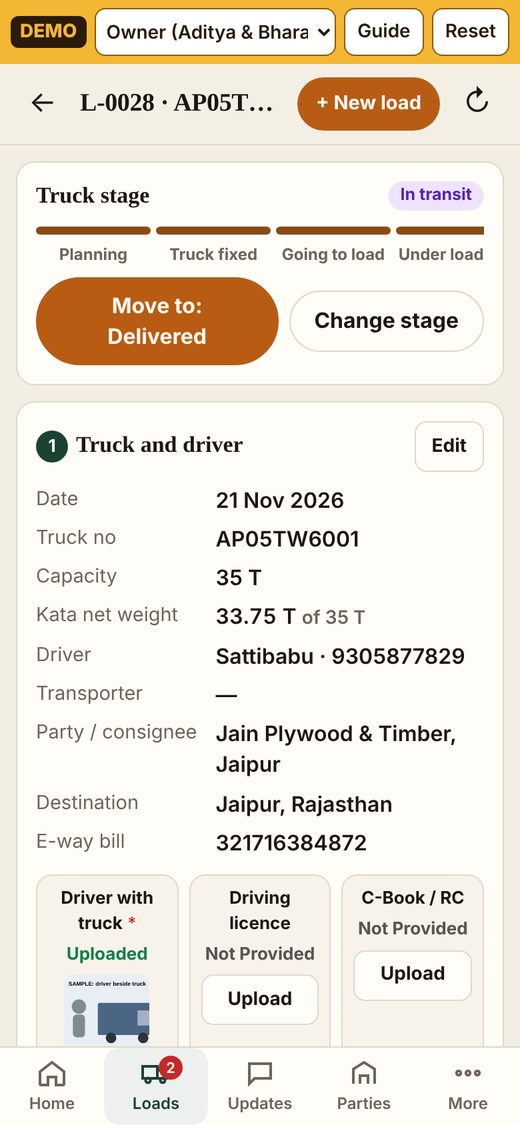 DEMO
Owner (Aditya & Bhara
Guide
Reset
L-0028 · AP05T…
+ New load
Truck stage
In transit
Planning
Truck fixed
Going to load
Under load
Move to:
Delivered
Change stage
1
Truck and driver
Edit
Date
21 Nov 2026
Truck no
AP05TW6001
Capacity
35 T
Kata net weight
33.75 T of 35 T
Driver
Sattibabu · 9305877829
Transporter
—
Party / consignee
Jain Plywood & Timber,
Jaipur
Destination
Jaipur, Rajasthan
E-way bill
321716384872
Driver with
truck *
Uploaded
SAMPLE: driver beside truck
Driving
licence
Not Provided
Upload
C-Book / RC
Not Provided
Upload
Home
2
Loads
Updates
Parties
More